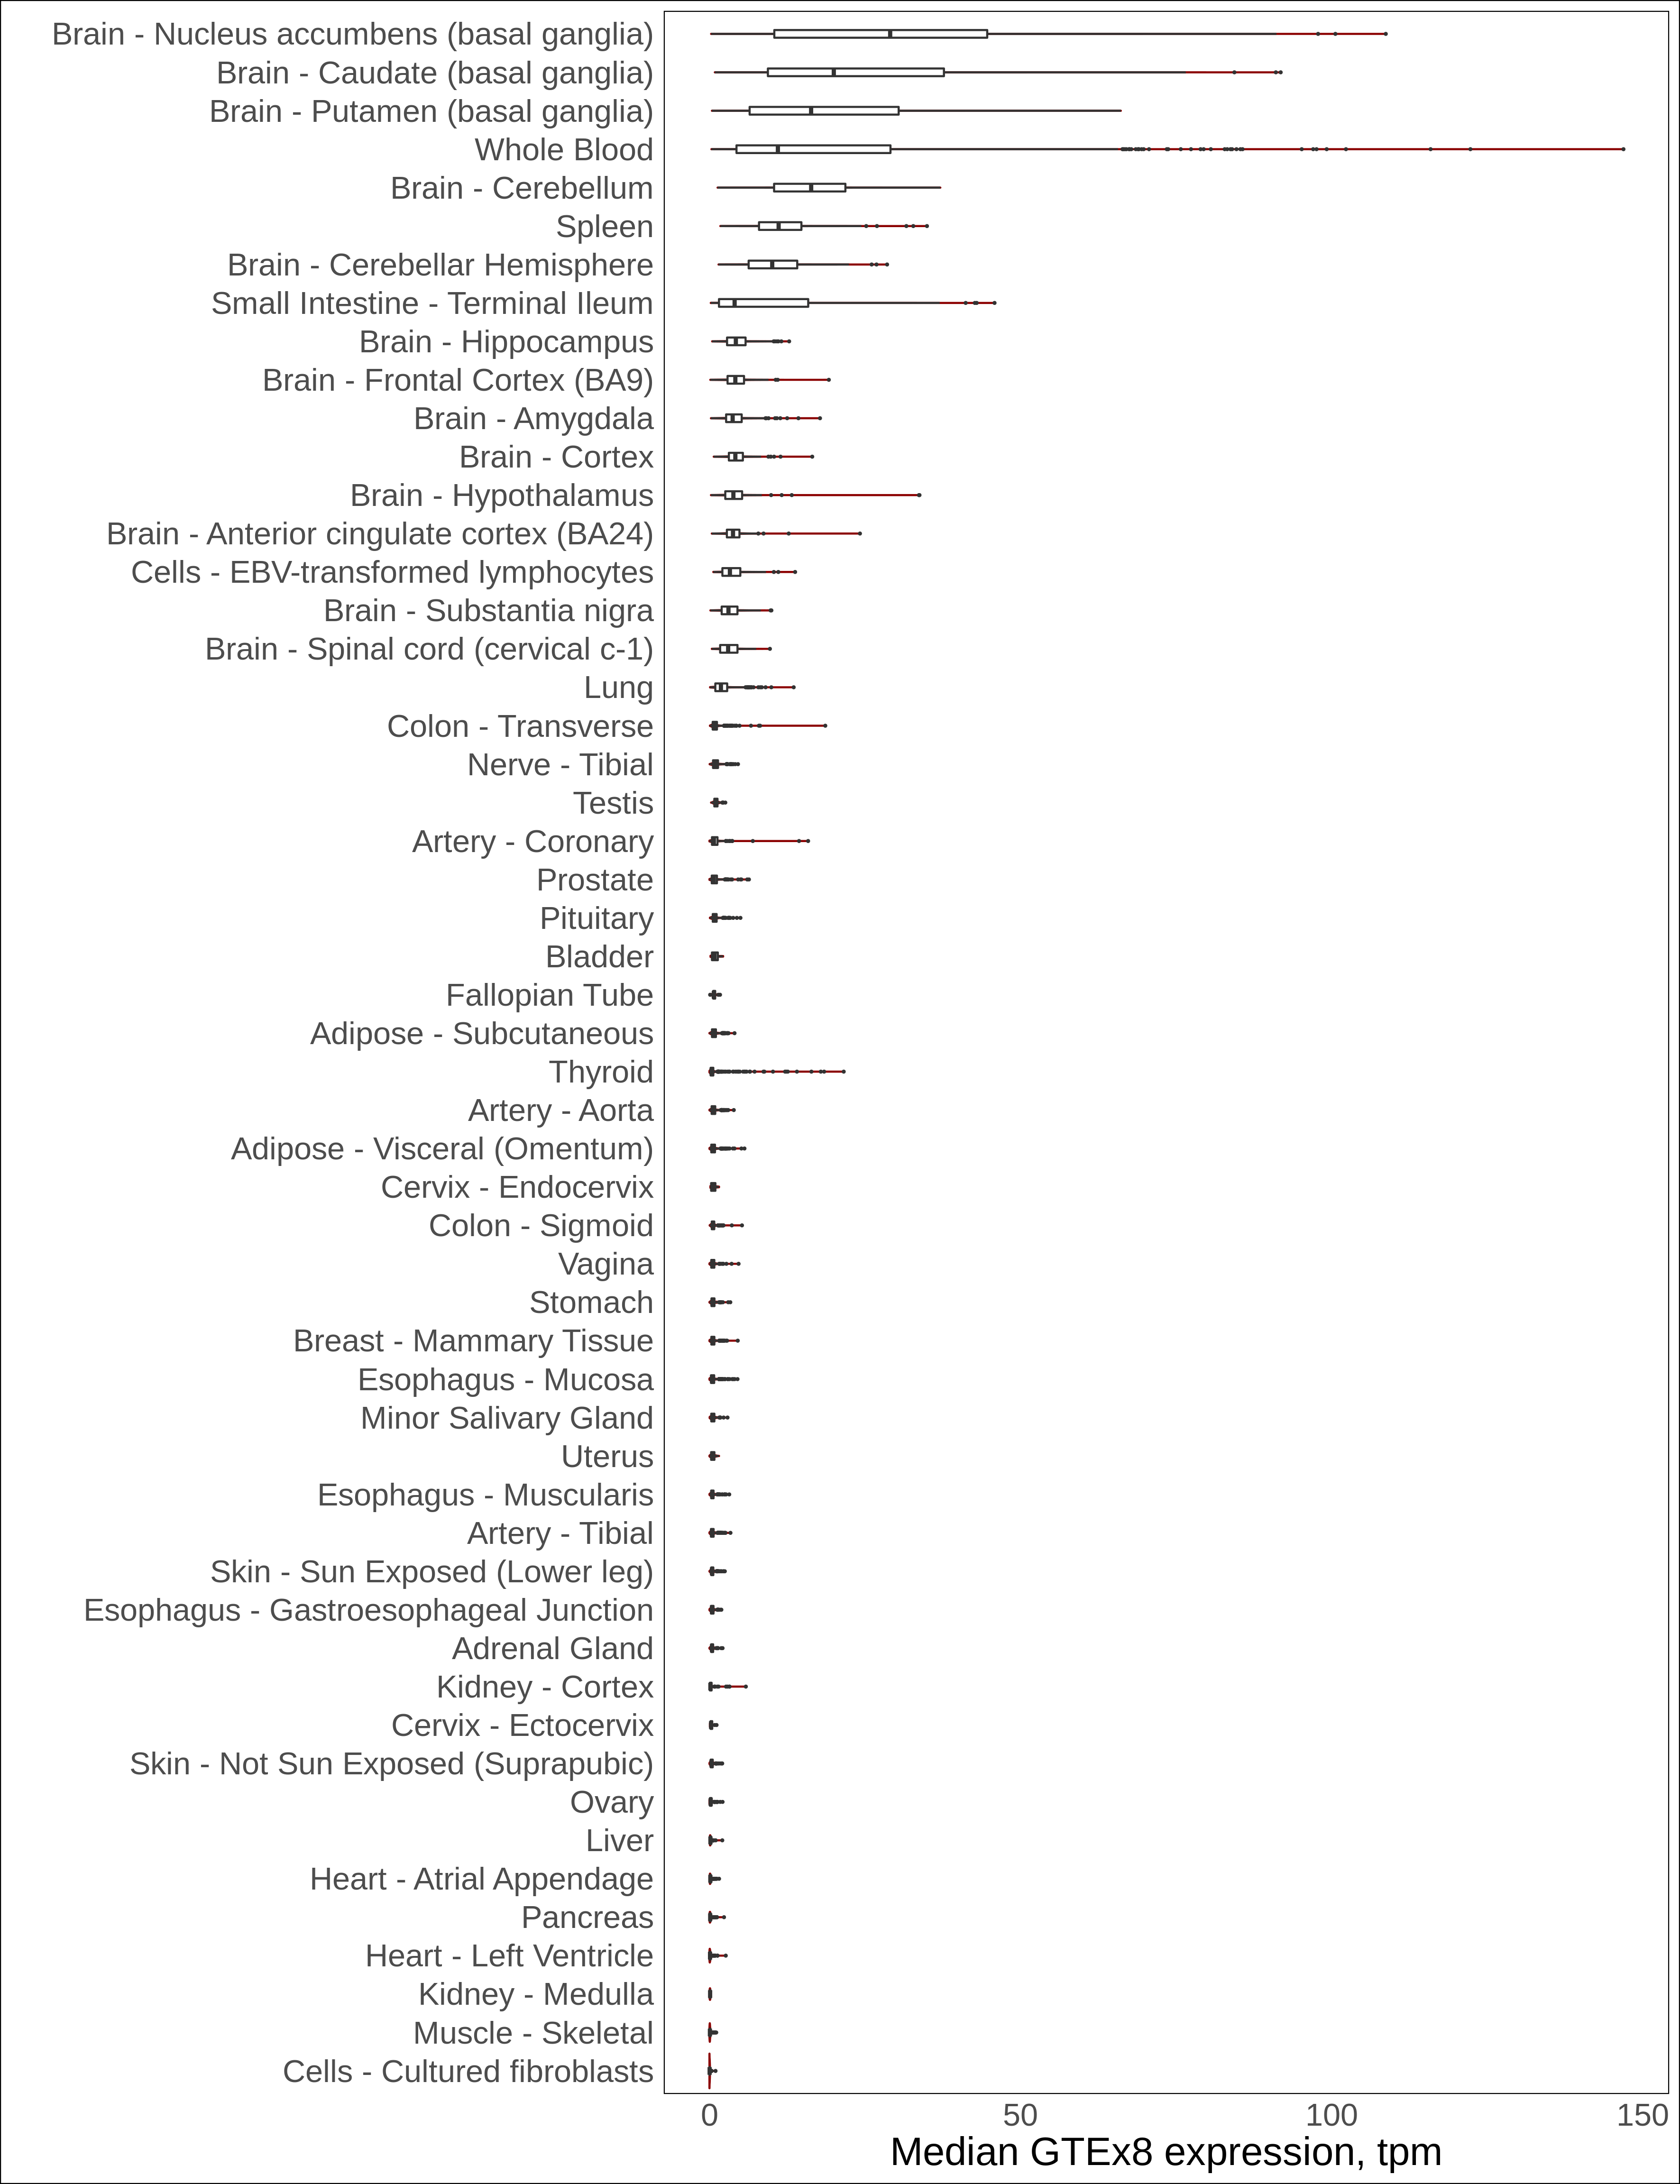 Brain - Nucleus accumbens (basal ganglia)
Brain - Caudate (basal ganglia)
Brain - Putamen (basal ganglia)
Whole Blood
Brain - Cerebellum
Spleen
Brain - Cerebellar Hemisphere
Small Intestine - Terminal Ileum
Brain - Hippocampus
Brain - Frontal Cortex (BA9)
Brain - Amygdala
Brain - Cortex
Brain - Hypothalamus
Brain - Anterior cingulate cortex (BA24)
Cells - EBV-transformed lymphocytes
Brain - Substantia nigra
Brain - Spinal cord (cervical c-1)
Lung
Colon - Transverse
Nerve - Tibial
Testis
Artery - Coronary
Prostate
Pituitary
Bladder
Fallopian Tube
Adipose - Subcutaneous
Thyroid
Artery - Aorta
Adipose - Visceral (Omentum)
Cervix - Endocervix
Colon - Sigmoid
Vagina
Stomach
Breast - Mammary Tissue
Esophagus - Mucosa
Minor Salivary Gland
Uterus
Esophagus - Muscularis
Artery - Tibial
Skin - Sun Exposed (Lower leg)
Esophagus - Gastroesophageal Junction
Adrenal Gland
Kidney - Cortex
Cervix - Ectocervix
Skin - Not Sun Exposed (Suprapubic)
Ovary
Liver
Heart - Atrial Appendage
Pancreas
Heart - Left Ventricle
Kidney - Medulla
Muscle - Skeletal
Cells - Cultured fibroblasts
0 50 100 150
Median GTEx8 expression, tpm